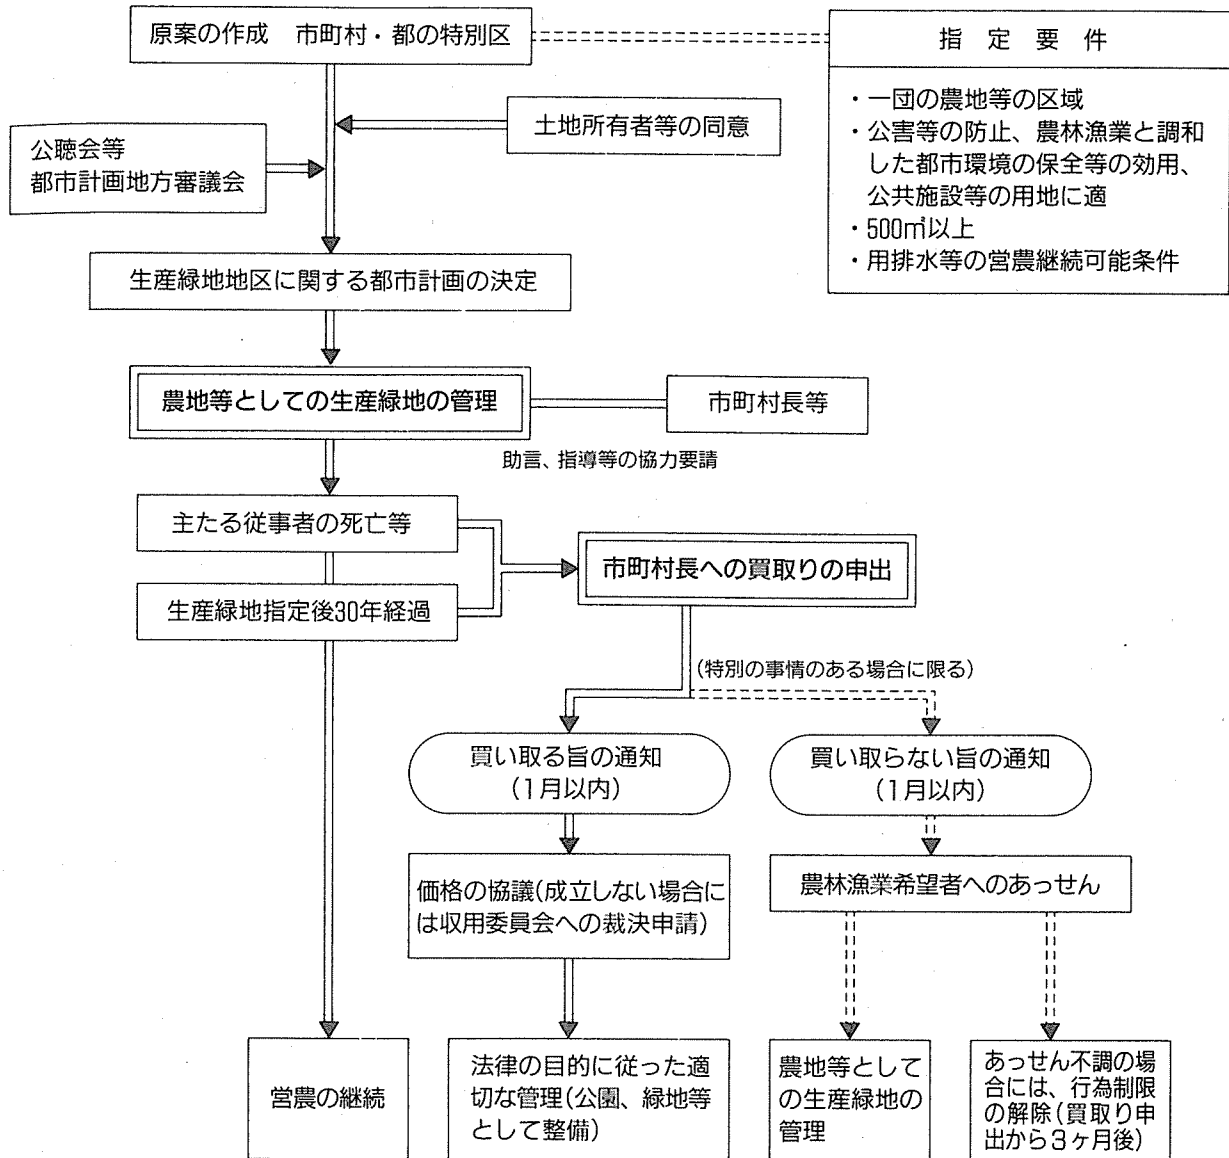 原案の作成　市町村・都の特別区
指　定　要　件
・一団の農地等の区域
・公害等の防止、農林漁業と調和
した都市環境の保全等の効用、
公共施設等の用地に適
・500㎡以上
・用排水等の営農継続可能条件
土地所有者等の同意
公聴会等
都市計画地方審議会
生産緑地地区に関する都市計画の決定
農地等としての生産緑地の管理
市町村長等
助言、指導等の協力要請
主たる従事者の死亡等
生産緑地指定後30年経過
市町村長への買取りの申出
(特別の事情のある場合に限る)
買い取る旨の通知
(1月以内)
買い取らない旨の通知
(1月以内)
価格の協議(成立しない場合に
は収用委員会への裁決申請)
農林漁業希望者へのあっせん
営農の継続
法律の目的に従った適
切な管理(公園、緑地等
として整備)
農地等として
の生産緑地の
管理
あっせん不調の場
合には、行為制限
の解除(買取り申
出から3ヶ月後)